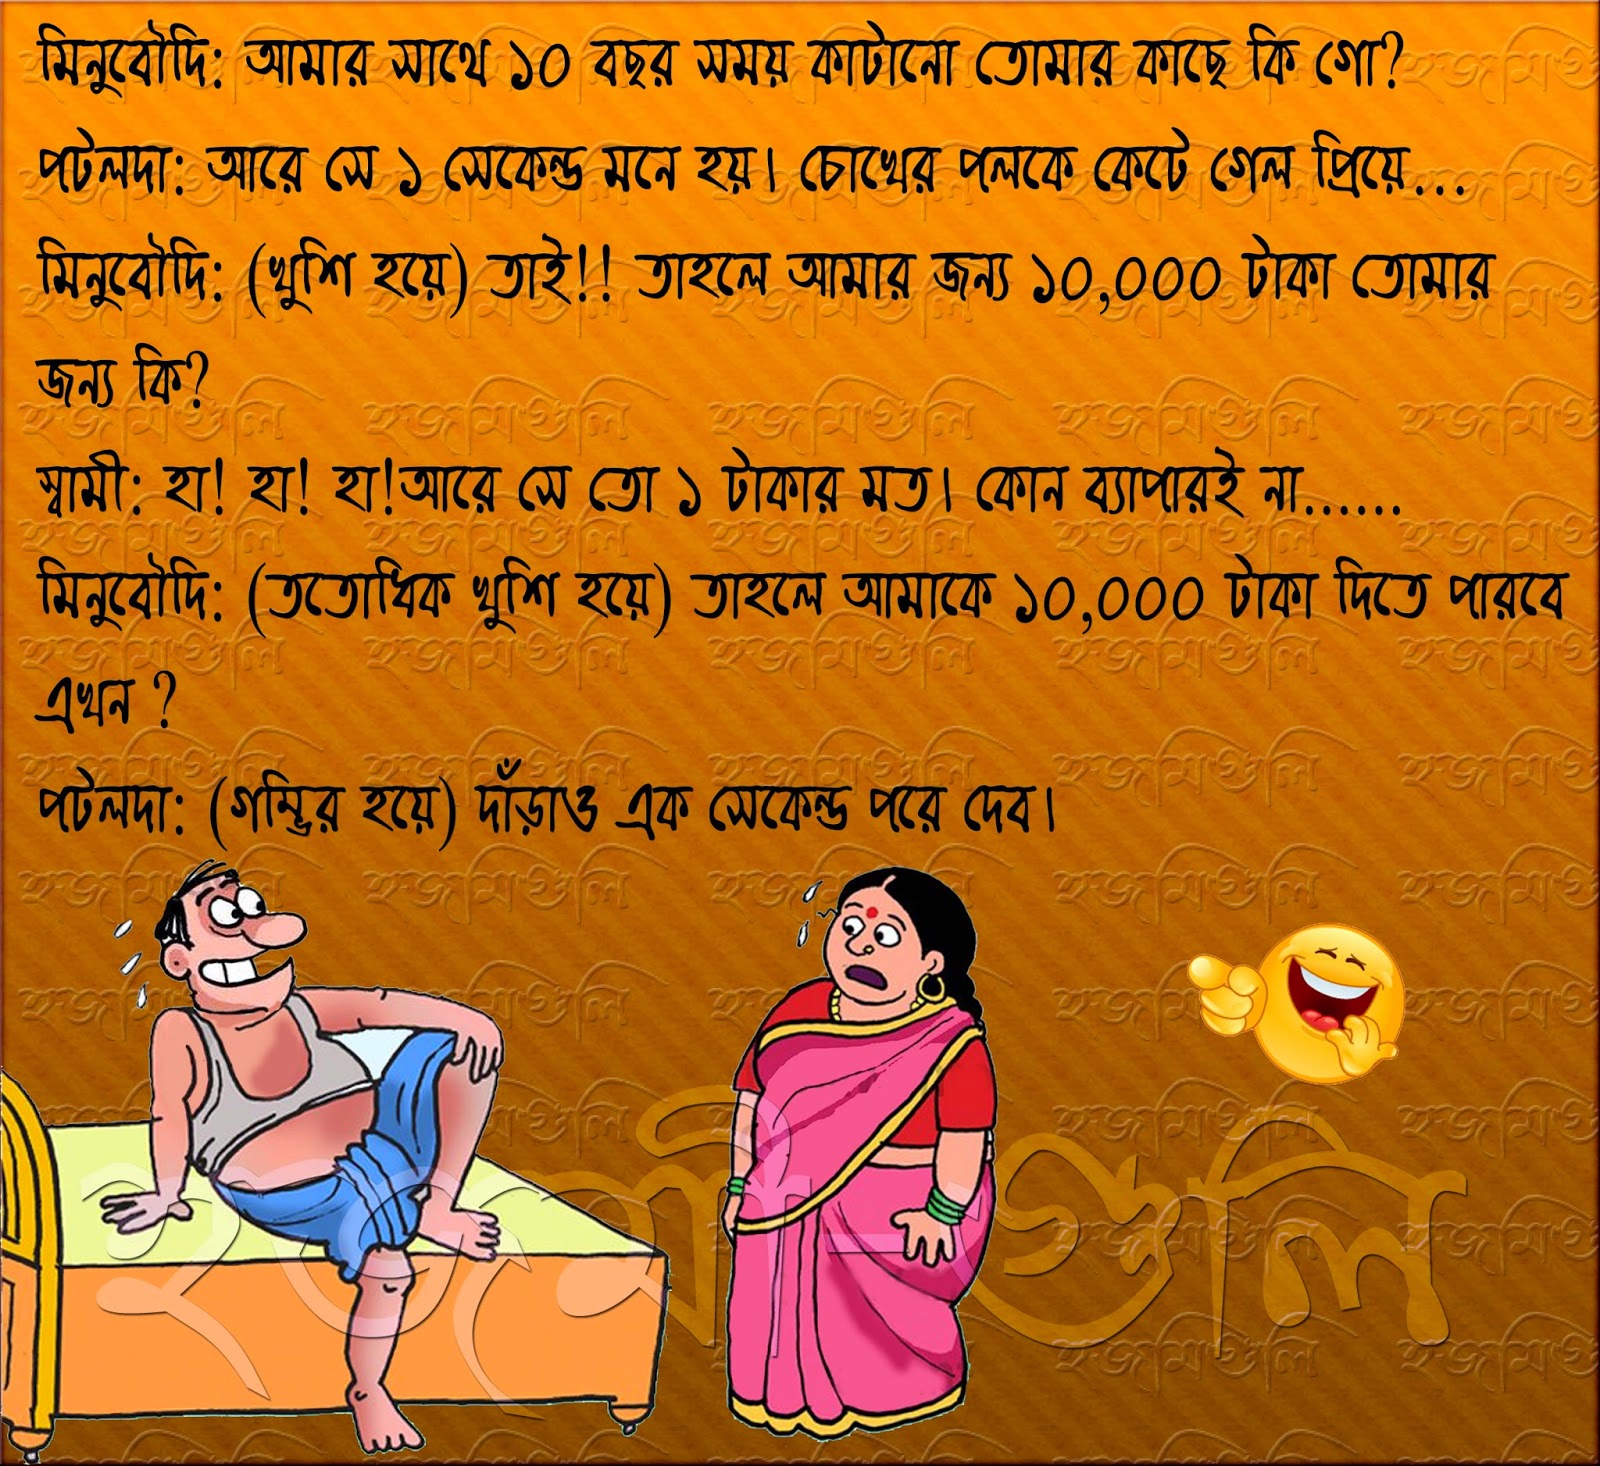 মিনুবৌদি: আমার সাথে ১০ বছর সময় কাটানো তোমার কাছে কি গো?
পটলদা: আরে সে ১ সেকেন্ড মনে হয়। চোখের পলকে কেটে গেল প্রিয়ে...
মিনুবৌদি: (খুশি হয়ে) তাই!! তাহলে আমার জন্য ১০,০০০ টাকা তোমার
জন্য কি?
স্বামী: হা! হা! হা!আরে সে তো ১ টাকার মত। কোন ব্যাপারই না......
মিনুবৌদি: (ততোধিক খুশি হয়ে) তাহলে আমাকে ১০,০০০ টাকা দিতে পারবে
এখন ?
পটলদা: (গম্ভির হয়ে) দাঁড়াও এক সেকেন্ড পরে দেব।